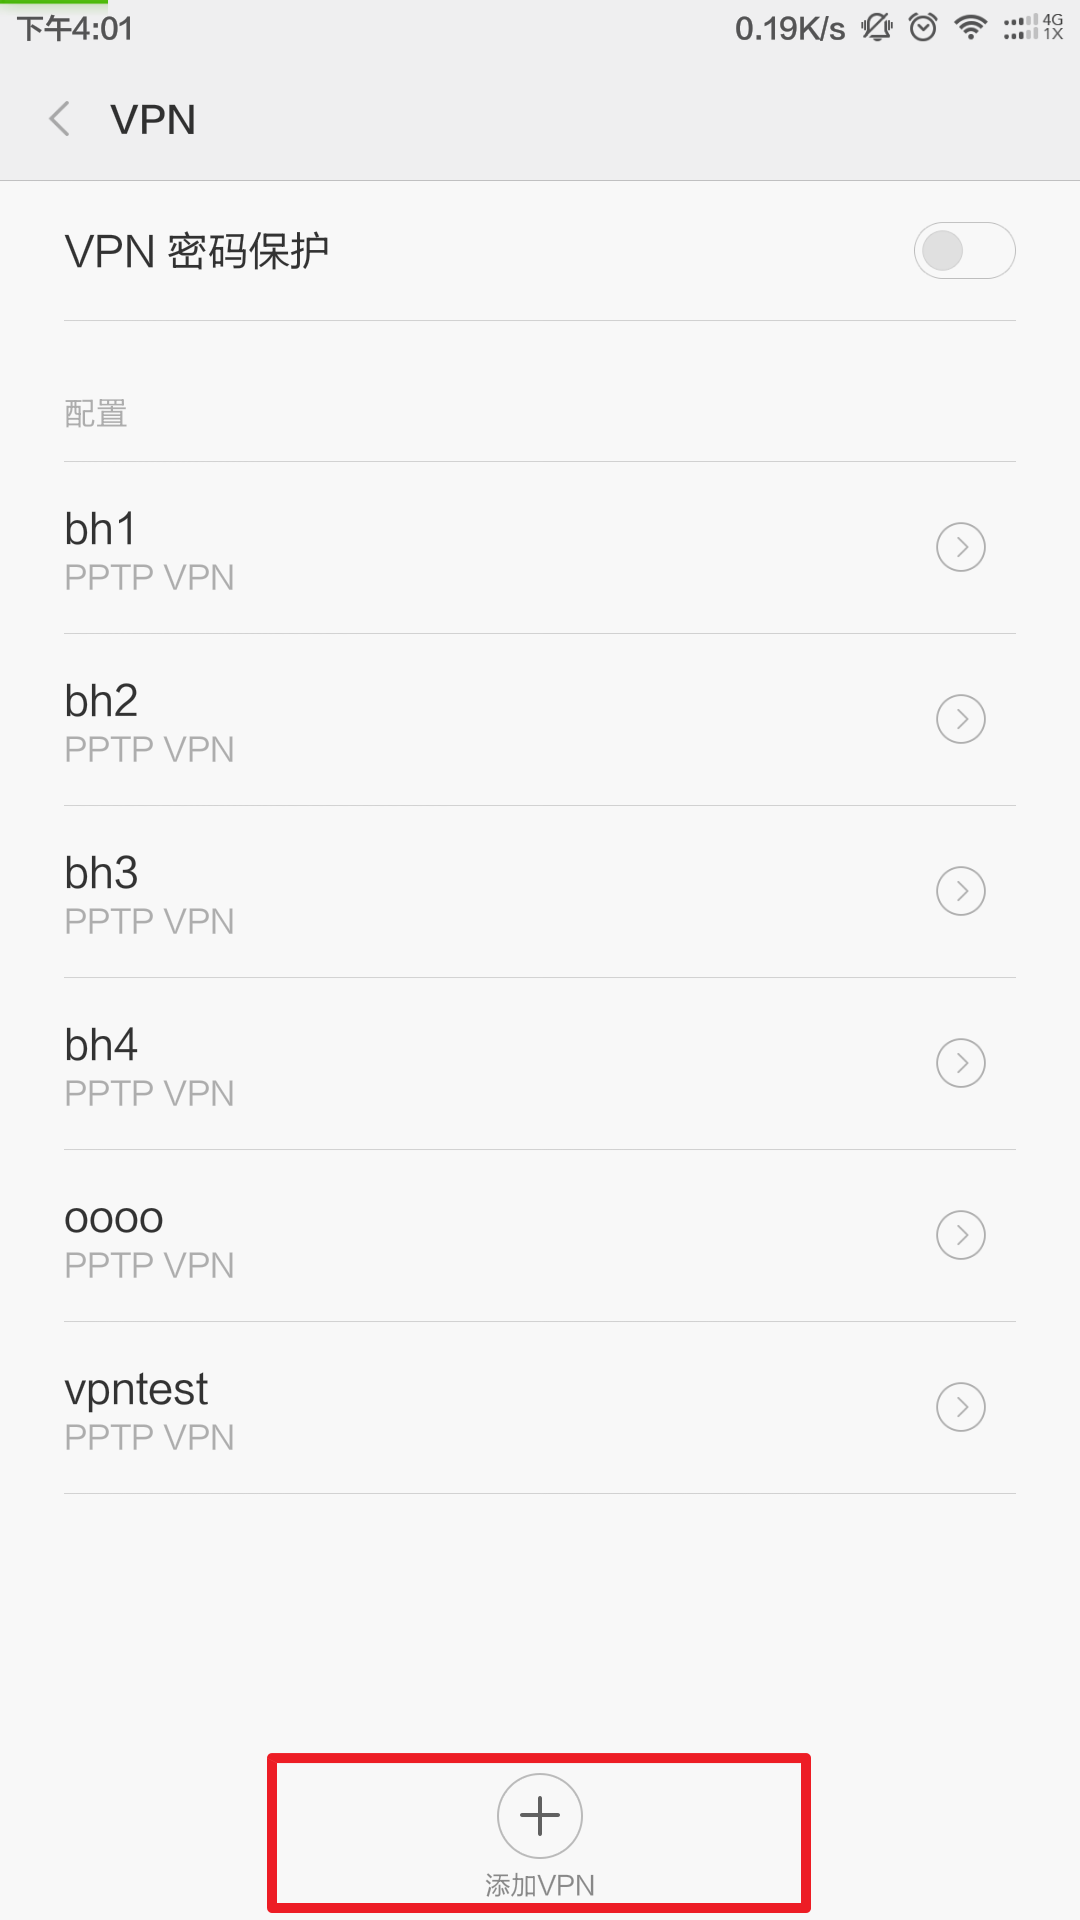 下午4:01 0.19K/s 4G 1X
VPN
VPN 密码保护
配置
bh1
PPTP VPN
bh2
PPTP VPN
bh3
PPTP VPN
bh4
PPTP VPN
oooo
PPTP VPN
vpntest
PPTP VPN
添加VPN